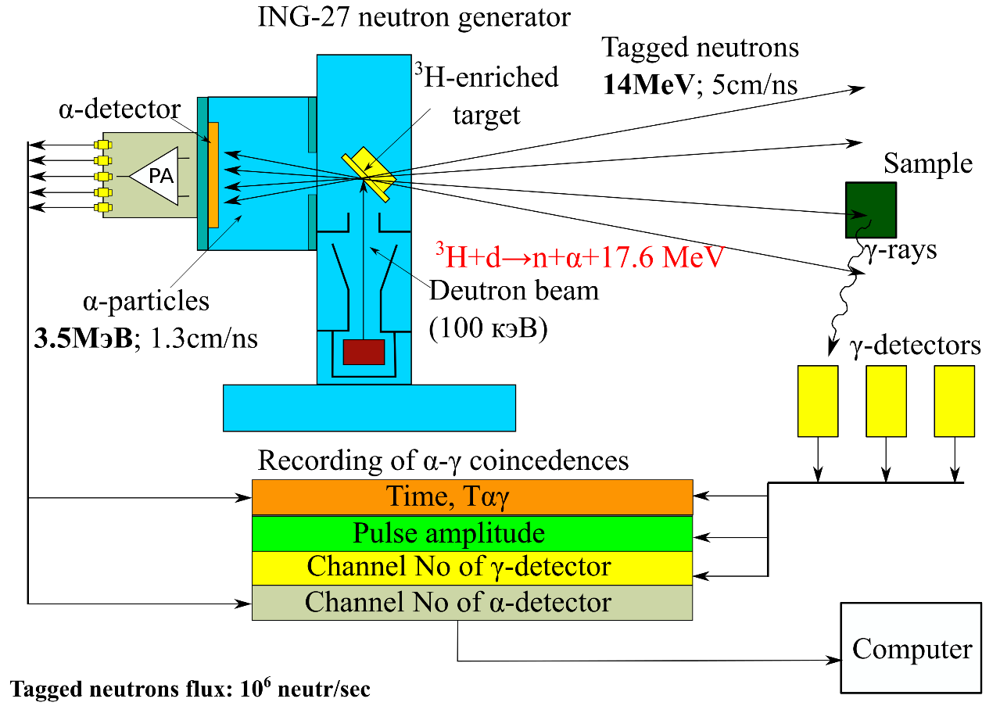 ING-27 neutron generator
Tagged neutrons
14MeV; 5cm/ns
³H-enriched
target
α-detector
PA
Sample
γ-rays
³H+d→n+α+17.6 MeV
Deutron beam
(100 кэВ)
α-particles
3.5МэВ; 1.3cm/ns
γ-detectors
Recording of α-γ coincedences
Time, Tαγ
Pulse amplitude
Channel No of γ-detector
Channel No of α-detector
Computer
Tagged neutrons flux: 10⁶ neutr/sec